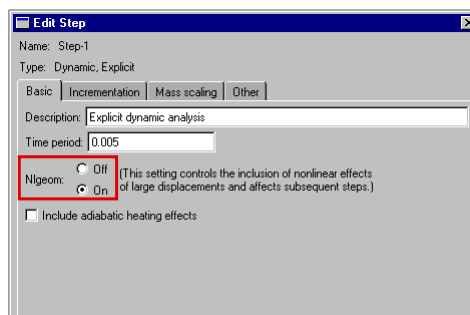 Edit Step
Name: Step-1
Type: Dynamic, Explicit
Basic Incrementation Mass scaling Other
Description: Explicit dynamic analysis
Time period: 0.005
Nlgeom: Off (This setting controls the inclusion of nonlinear effects
On of large displacements and affects subsequent steps.)
Include adiabatic heating effects